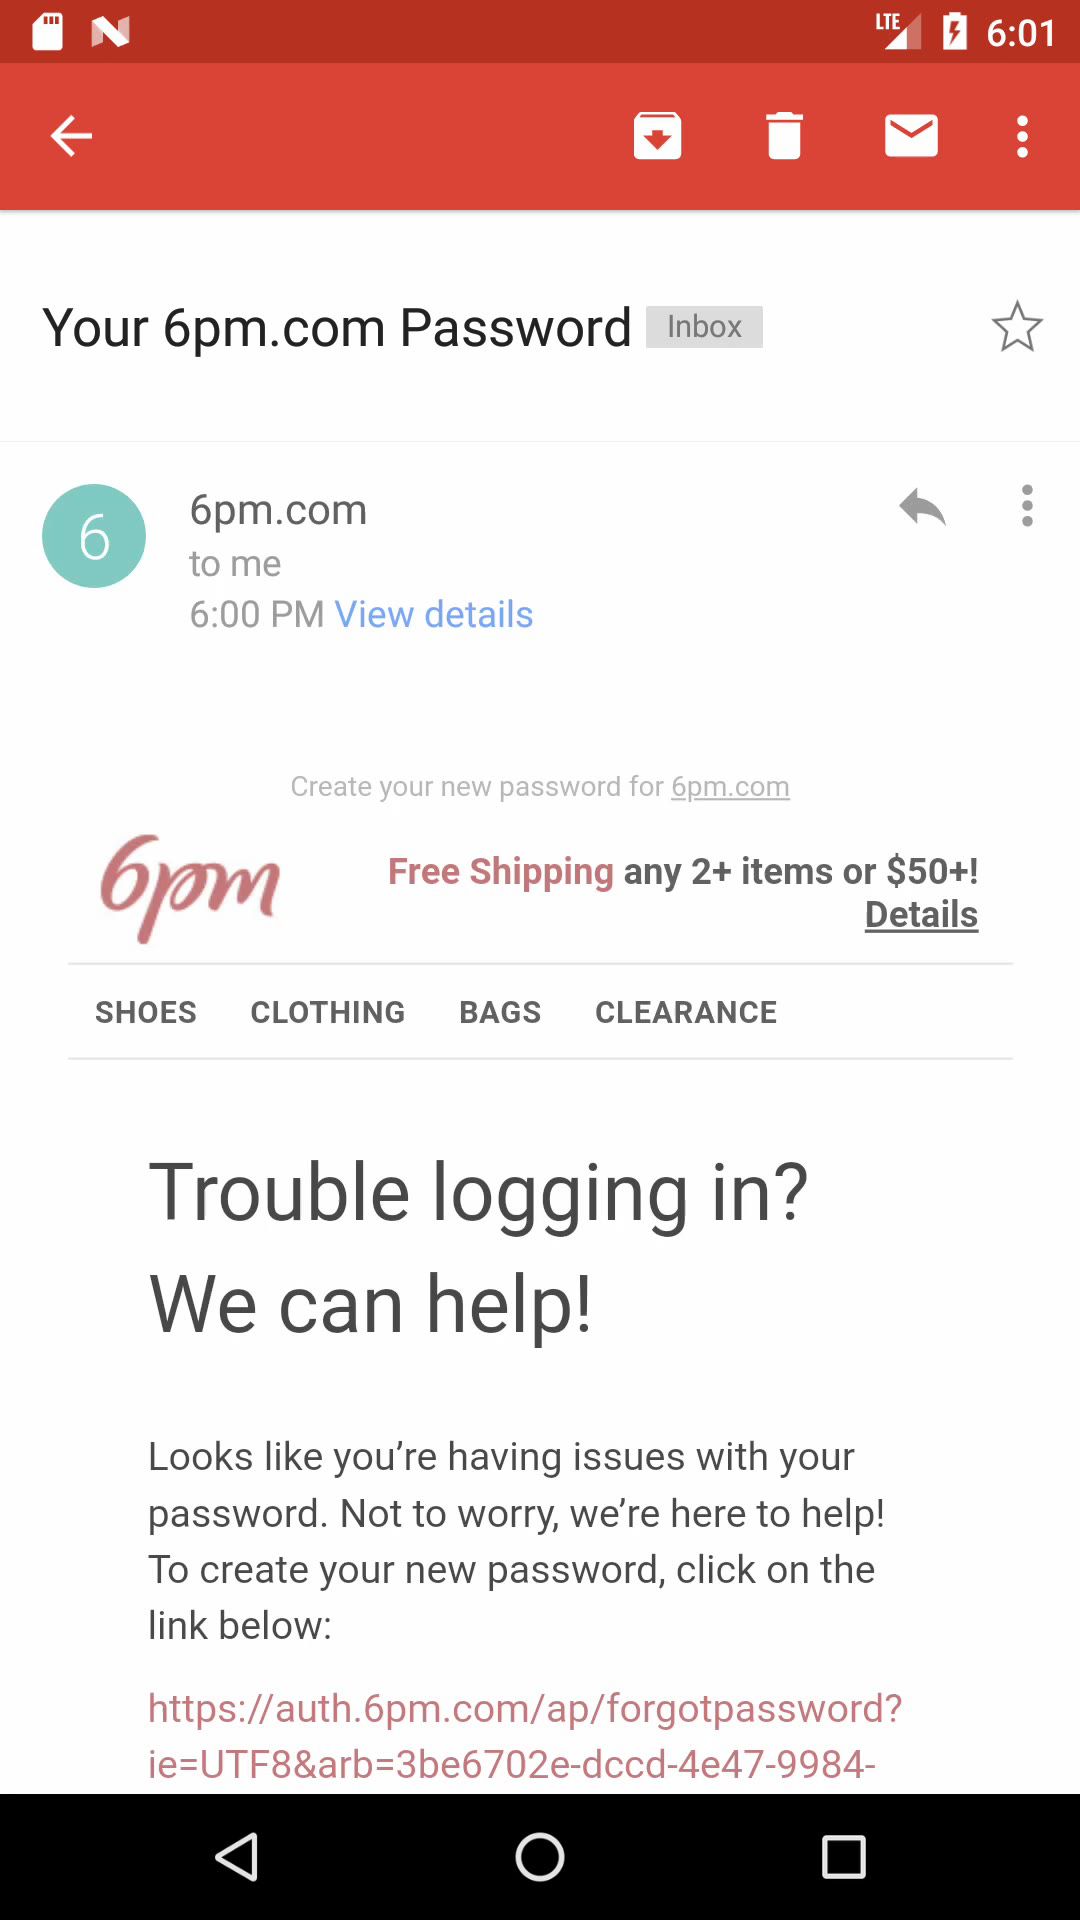 LTE 6:01
Your 6pm.com Password Inbox
6 6pm.com
to me
6:00 PM View details
Create your new password for 6pm.com
6pm Free Shipping any 2+ items or $50+!
Details
SHOES CLOTHING BAGS CLEARANCE
Trouble logging in?
We can help!
Looks like you’re having issues with your
password. Not to worry, we’re here to help!
To create your new password, click on the
link below:
https://auth.6pm.com/ap/forgotpassword?
ie=UTF8&arb=3be6702e-dccd-4e47-9984-